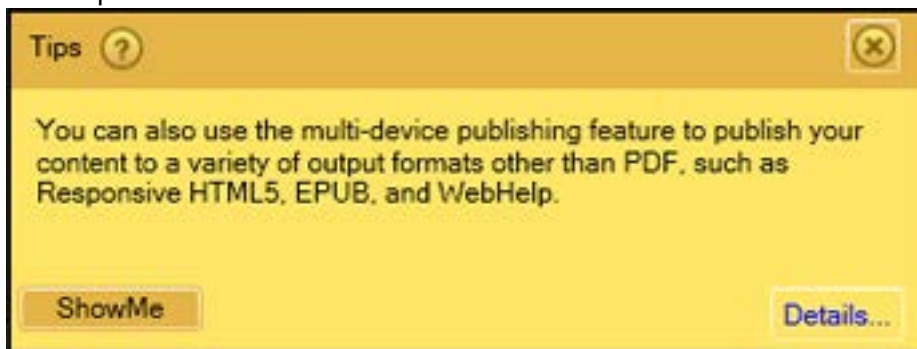 Tips ?
You can also use the multi-device publishing feature to publish your
content to a variety of output formats other than PDF, such as
Responsive HTML5, EPUB, and WebHelp.
ShowMe
Details...